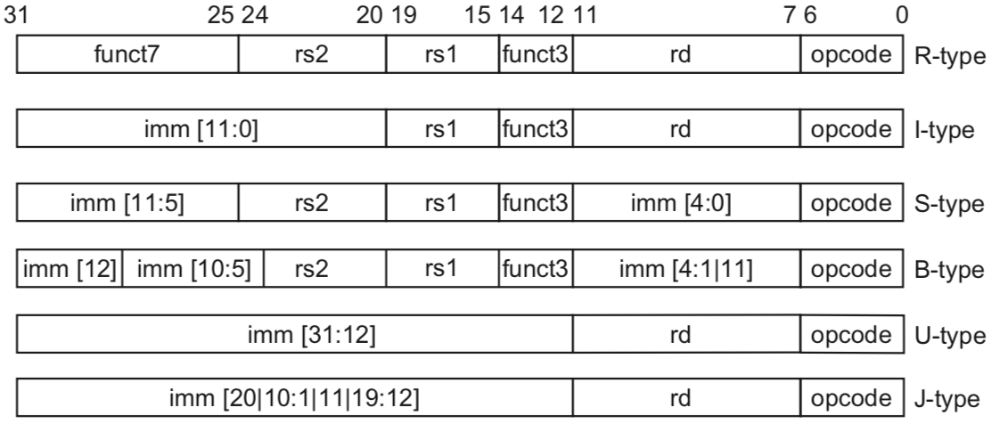 31 25 24 20 19 15 14 12 11 7 6 0
funct7 rs2 rs1 funct3 rd opcode R-type
imm [11:0] rs1 funct3 rd opcode I-type
imm [11:5] rs2 rs1 funct3 imm [4:0] opcode S-type
imm [12] imm [10:5] rs2 rs1 funct3 imm [4:1|11] opcode B-type
imm [31:12] rd opcode U-type
imm [20|10:1|11|19:12] rd opcode J-type